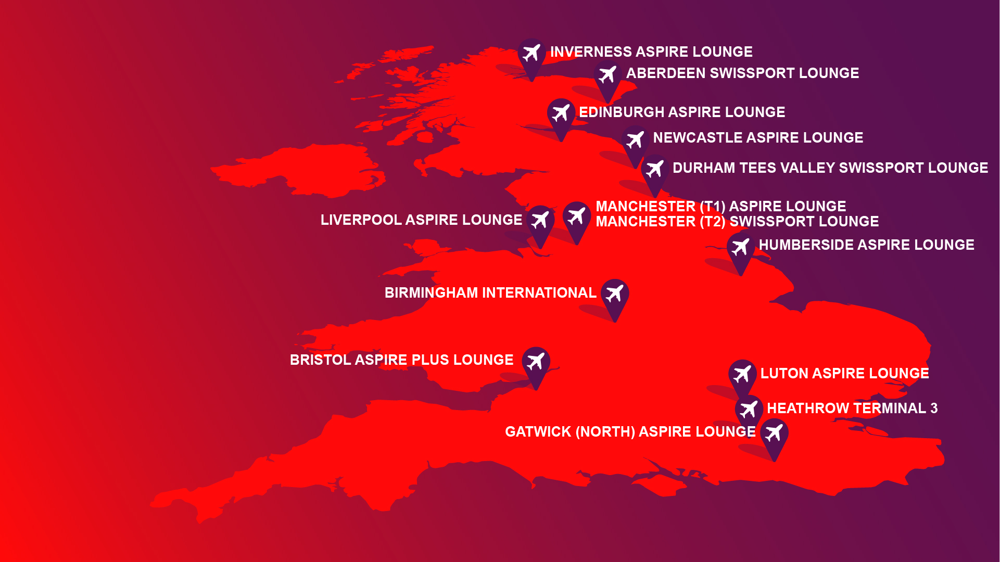 INVERNESS ASPIRE LOUNGE
ABERDEEN SWISSPORT LOUNGE
EDINBURGH ASPIRE LOUNGE
NEWCASTLE ASPIRE LOUNGE
DURHAM TEES VALLEY SWISSPORT LOUNGE
MANCHESTER (T1) ASPIRE LOUNGE
MANCHESTER (T2) SWISSPORT LOUNGE
LIVERPOOL ASPIRE LOUNGE
HUMBERSIDE ASPIRE LOUNGE
BIRMINGHAM INTERNATIONAL
BRISTOL ASPIRE PLUS LOUNGE
LUTON ASPIRE LOUNGE
HEATHROW TERMINAL 3
GATWICK (NORTH) ASPIRE LOUNGE